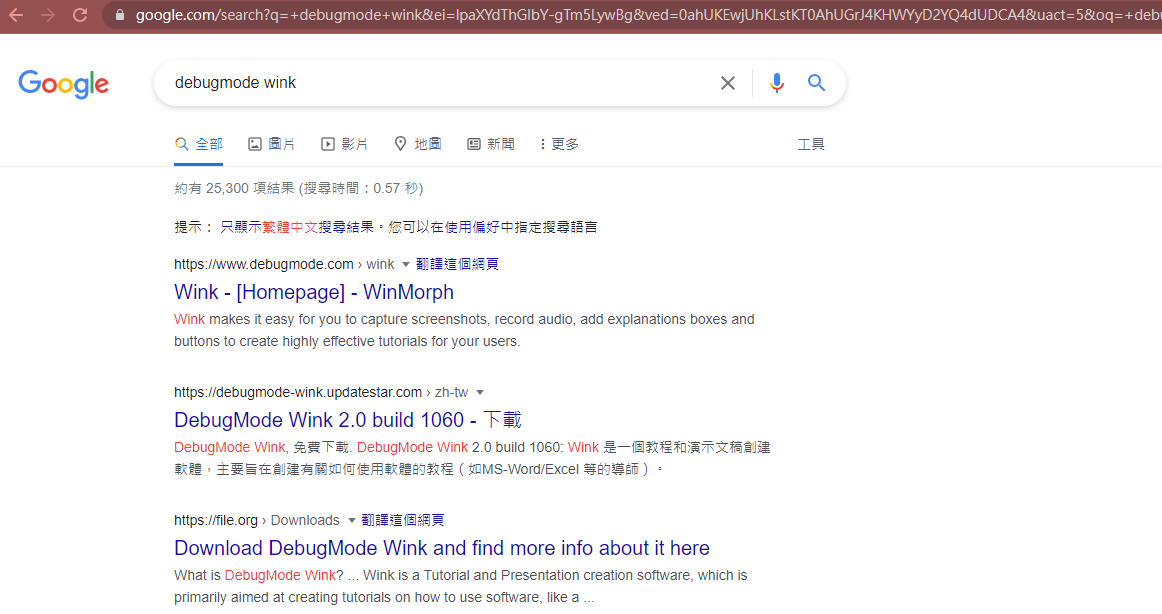 google.com/search?q=+debugmode+wink&ei=IpaXYdThGIbY-gTm5LywBg&ved=0ahUKEwjUhKLstKT0AhUGrJ4KHWYyD2YQ4dUDCA4&uact=5&oq=+debu
Google
debugmode wink
全部 圖片 影片 地圖 新聞 更多 工具
約有 25,300 項結果 (搜尋時間：0.57 秒)
提示： 只顯示繁體中文搜尋結果。您可以在使用偏好中指定搜尋語言
https://www.debugmode.com › wink 翻譯這個網頁
Wink - [Homepage] - WinMorph
Wink makes it easy for you to capture screenshots, record audio, add explanations boxes and
buttons to create highly effective tutorials for your users.
https://debugmode-wink.updatestar.com › zh-tw
DebugMode Wink 2.0 build 1060 - 下載
DebugMode Wink, 免費下載. DebugMode Wink 2.0 build 1060: Wink 是一個教程和演示文稿創建
軟體，主要旨在創建有關如何使用軟體的教程（如MS-Word/Excel 等的導師）。
https://file.org › Downloads 翻譯這個網頁
Download DebugMode Wink and find more info about it here
What is DebugMode Wink? ... Wink is a Tutorial and Presentation creation software, which is
primarily aimed at creating tutorials on how to use software, like a ...